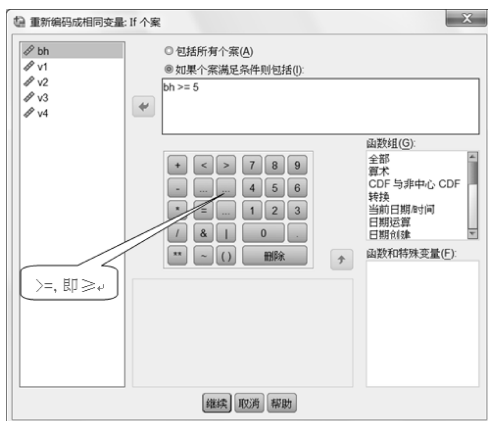 重新编码成相同变量: If 个案
bh
v1
v2
v3
v4
包括所有个案(A)
如果个案满足条件则包括(I):
bh >= 5
+ < > 7 8 9
- ... ... 4 5 6
* = ... 1 2 3
/ & | 0 .
** ~ () 删除
>=, 即≥↵
函数组(G):
全部
算术
CDF 与非中心 CDF
转换
当前日期/时间
日期运算
日期创建
函数和特殊变量(F):
继续 取消 帮助